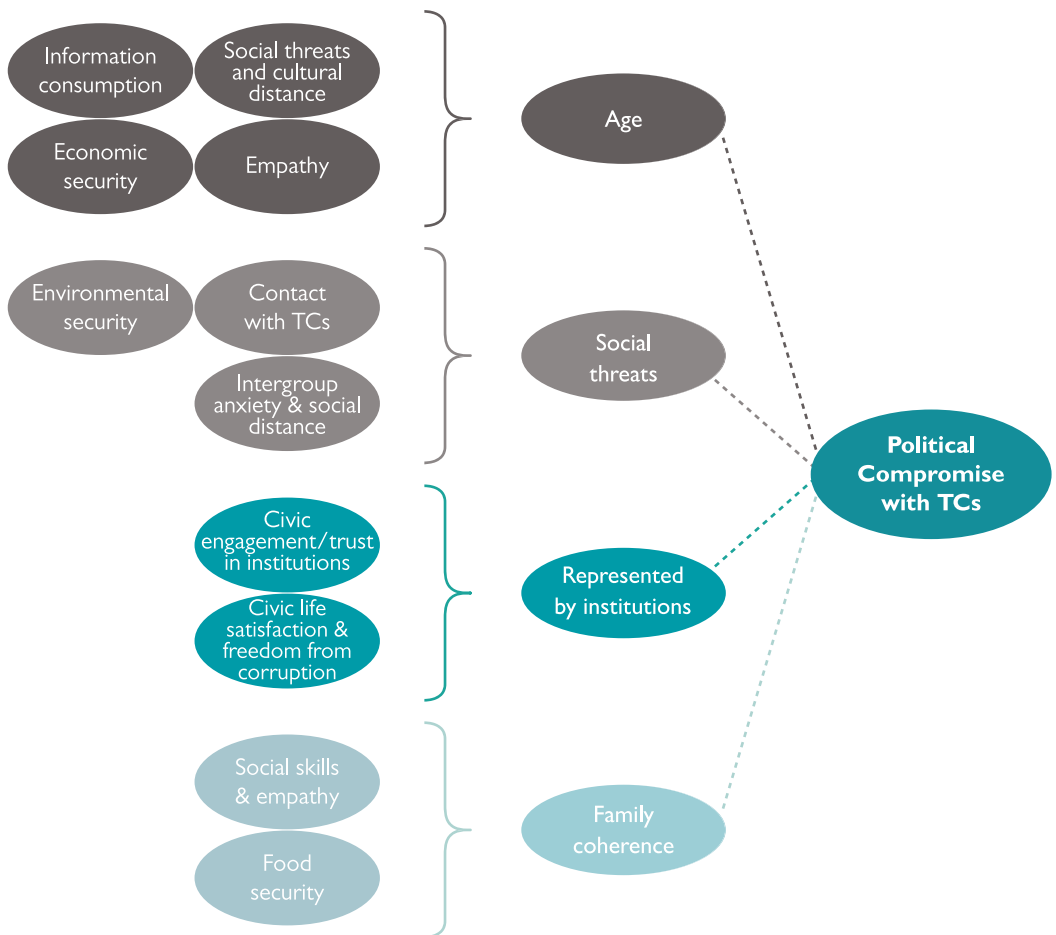 Information
consumption
Social threats
and cultural
distance
Economic
security
Empathy
Age
Environmental
security
Contact
with TCs
Intergroup
anxiety & social
distance
Social
threats
Political
Compromise
with TCs
Civic
engagement/trust
in institutions
Civic life
satisfaction &
freedom from
corruption
Represented
by institutions
Social skills
& empathy
Food
security
Family
coherence